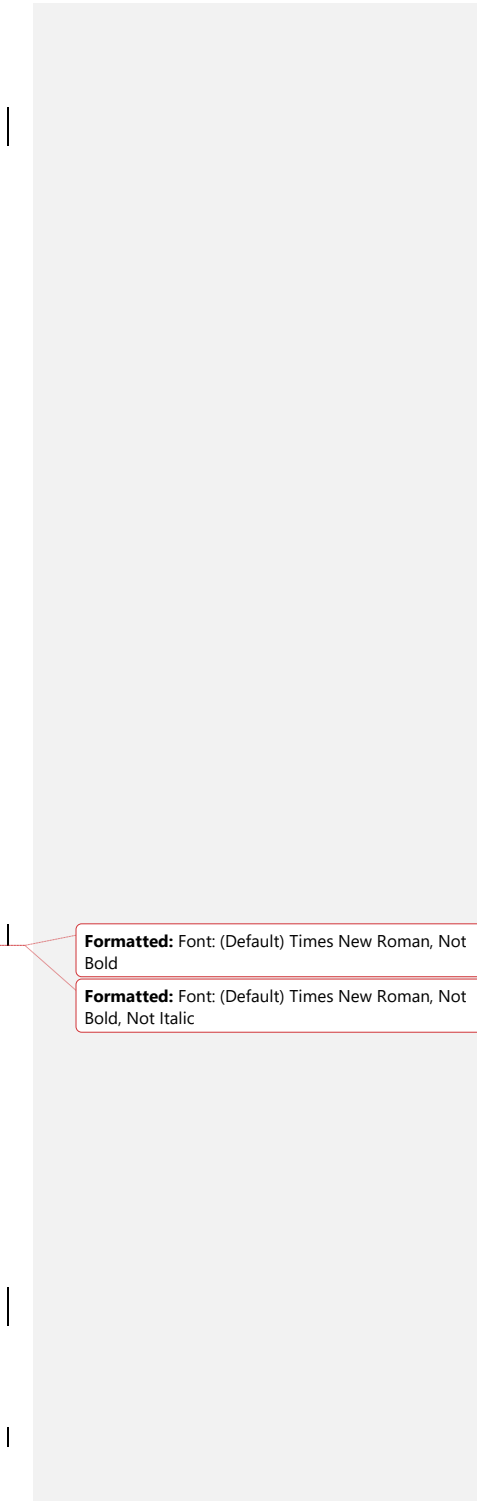 Formatted: Font: (Default) Times New Roman, Not
Bold
Formatted: Font: (Default) Times New Roman, Not
Bold, Not Italic